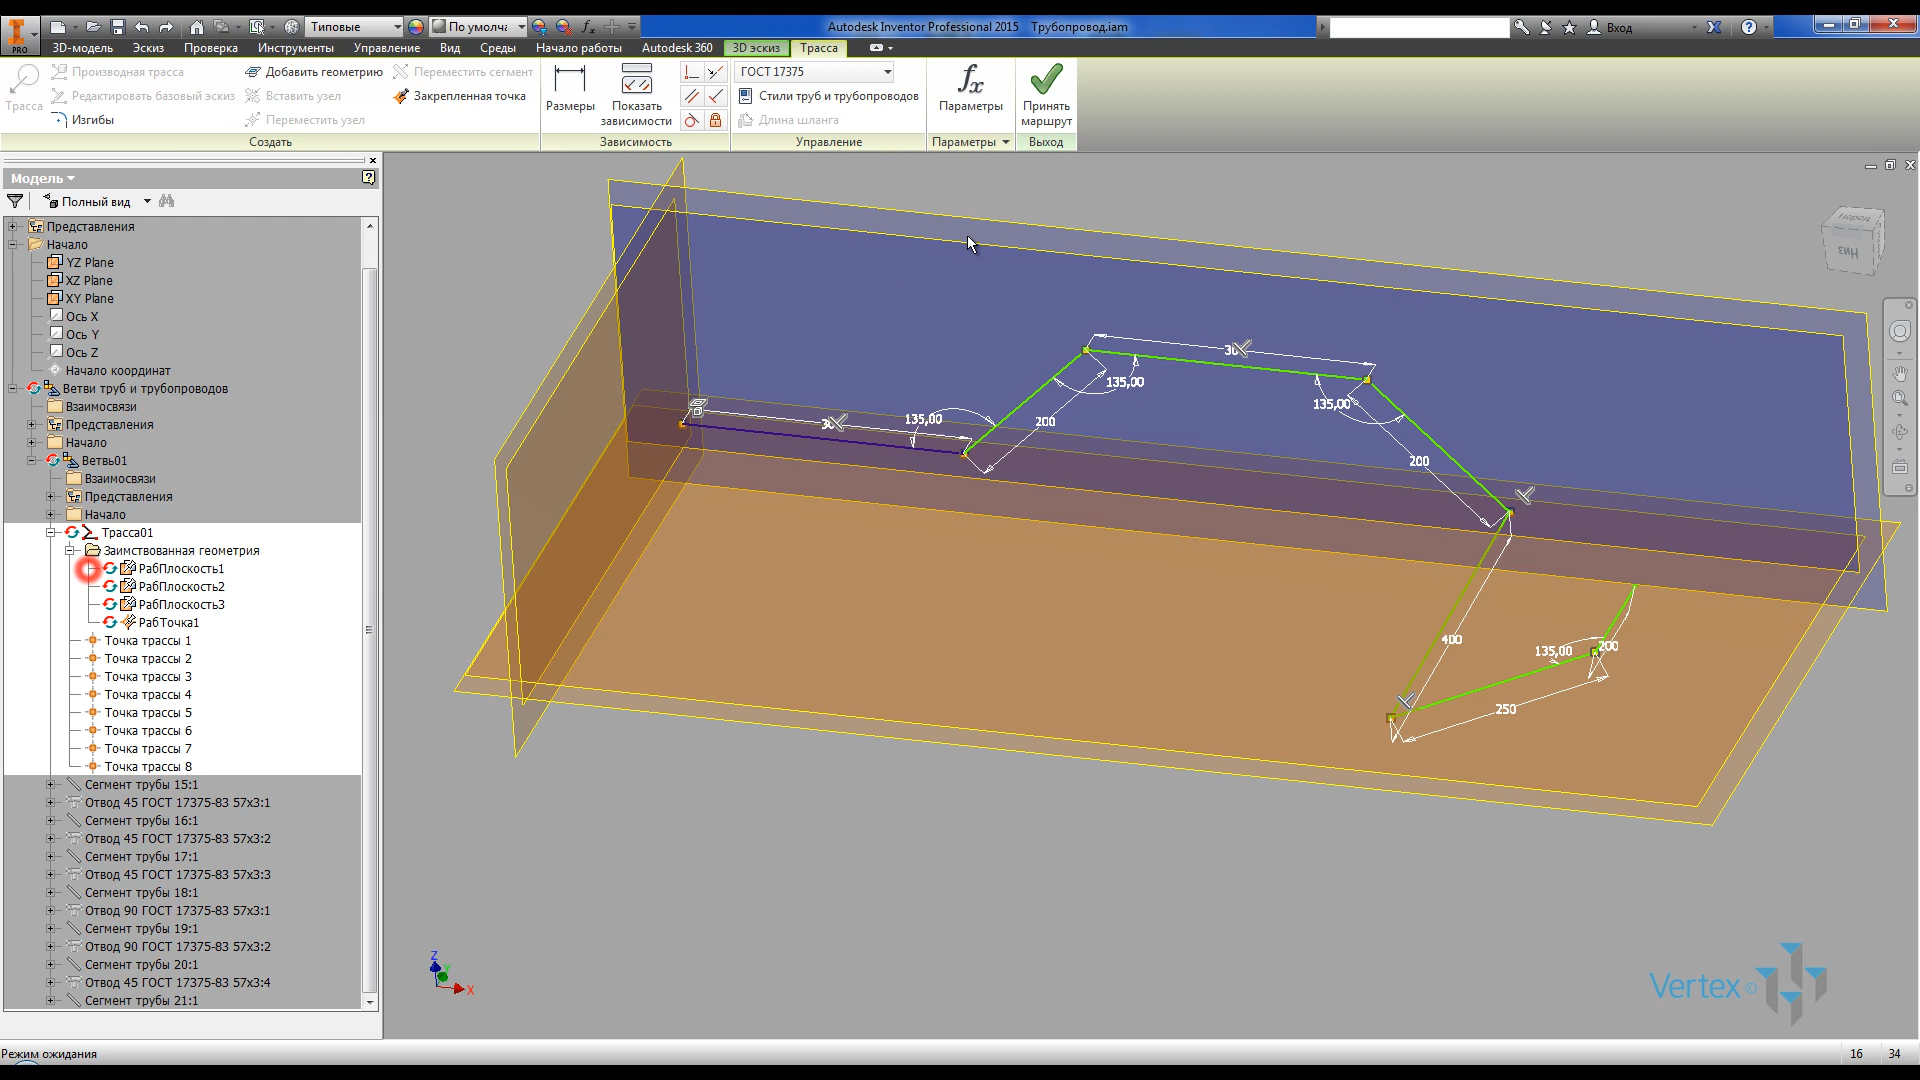 PRO
Типовые
По умолча
Autodesk Inventor Professional 2015 Трубопровод.iam
Вход
3D-модель Эскиз Проверка Инструменты Управление Вид Среды Начало работы Autodesk 360 3D эскиз Трасса
Трасса
Производная трасса
Редактировать базовый эскиз
Изгибы
Добавить геометрию
Вставить узел
Переместить узел
Переместить сегмент
Закрепленная точка
Создать
Размеры
Показать зависимости
Зависимость
ГОСТ 17375
Стили труб и трубопроводов
Длина шланга
Управление
Параметры
Параметры
Принять маршрут
Выход
Модель
Полный вид
Представления
Начало
YZ Plane
XZ Plane
XY Plane
Ось X
Ось Y
Ось Z
Начало координат
Ветви труб и трубопроводов
Взаимосвязи
Представления
Начало
Ветвь01
Взаимосвязи
Представления
Начало
Трасса01
Заимствованная геометрия
РабПлоскость1
РабПлоскость2
РабПлоскость3
РабТочка1
Точка трассы 1
Точка трассы 2
Точка трассы 3
Точка трассы 4
Точка трассы 5
Точка трассы 6
Точка трассы 7
Точка трассы 8
Сегмент трубы 15:1
Отвод 45 ГОСТ 17375-83 57x3:1
Сегмент трубы 16:1
Отвод 45 ГОСТ 17375-83 57x3:2
Сегмент трубы 17:1
Отвод 45 ГОСТ 17375-83 57x3:3
Сегмент трубы 18:1
Отвод 90 ГОСТ 17375-83 57x3:1
Сегмент трубы 19:1
Отвод 90 ГОСТ 17375-83 57x3:2
Сегмент трубы 20:1
Отвод 45 ГОСТ 17375-83 57x3:4
Сегмент трубы 21:1
Низ
135,00
135,00
135,00
200
200
400
135,00
200
250
Z
Y
X
Vertex ©
Режим ожидания
16 34